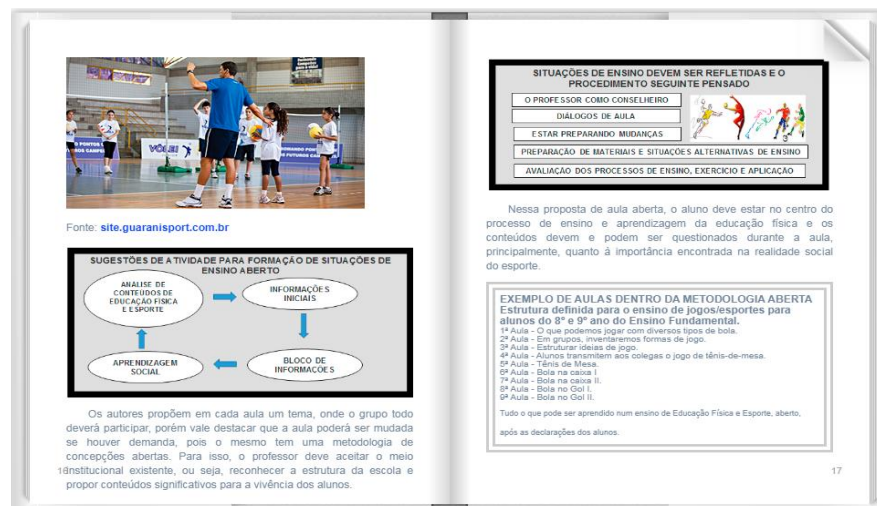 VÔLEI
Fonte: site.guaranisport.com.br
SUGESTÕES DE ATIVIDADE PARA FORMAÇÃO DE SITUAÇÕES DE
ENSINO ABERTO
ANÁLISE DE
CONTEÚDOS DE
EDUCAÇÃO FÍSICA
E ESPORTE
INFORMAÇÕES
INICIAIS
APRENDIZAGEM
SOCIAL
BLOCO DE
INFORMAÇÕES
Os autores propõem em cada aula um tema, onde o grupo todo
deverá participar, porém vale destacar que a aula poderá ser mudada
se houver demanda, pois o mesmo tem uma metodologia de
concepções abertas. Para isso, o professor deve aceitar o meio
institucional existente, ou seja, reconhecer a estrutura da escola e
propor conteúdos significativos para a vivência dos alunos.
16
SITUAÇÕES DE ENSINO DEVEM SER REFLETIDAS E O
PROCEDIMENTO SEGUINTE PENSADO
O PROFESSOR COMO CONSELHEIRO
DIÁLOGOS DE AULA
ESTAR PREPARANDO MUDANÇAS
PREPARAÇÃO DE MATERIAIS E SITUAÇÕES ALTERNATIVAS DE ENSINO
AVALIAÇÃO DOS PROCESSOS DE ENSINO, EXERCICIO E APLICAÇÃO
Nessa proposta de aula aberta, o aluno deve estar no centro do
processo de ensino e aprendizagem da educação física e os
conteúdos devem e podem ser questionados durante a aula,
principalmente, quanto á importância encontrada na realidade social
do esporte.
EXEMPLO DE AULAS DENTRO DA METODOLOGIA ABERTA
Estrutura definida para o ensino de jogos/esportes para
alunos do 8º e 9º ano do Ensino Fundamental.
1ª Aula - O que podemos jogar com diversos tipos de bola.
2ª Aula - Em grupos, inventaremos formas de jogo.
3ª Aula - Estruturar ideias de jogo.
4ª Aula - Alunos transmitem aos colegas o jogo de tênis-de-mesa.
5ª Aula - Tênis de Mesa.
6ª Aula - Bola na caixa I
7ª Aula - Bola na caixa II.
8ª Aula - Bola no Gol I.
9ª Aula - Bola no Gol II.
Tudo o que pode ser aprendido num ensino de Educação Física e Esporte, aberto,
após as declarações dos alunos.
17